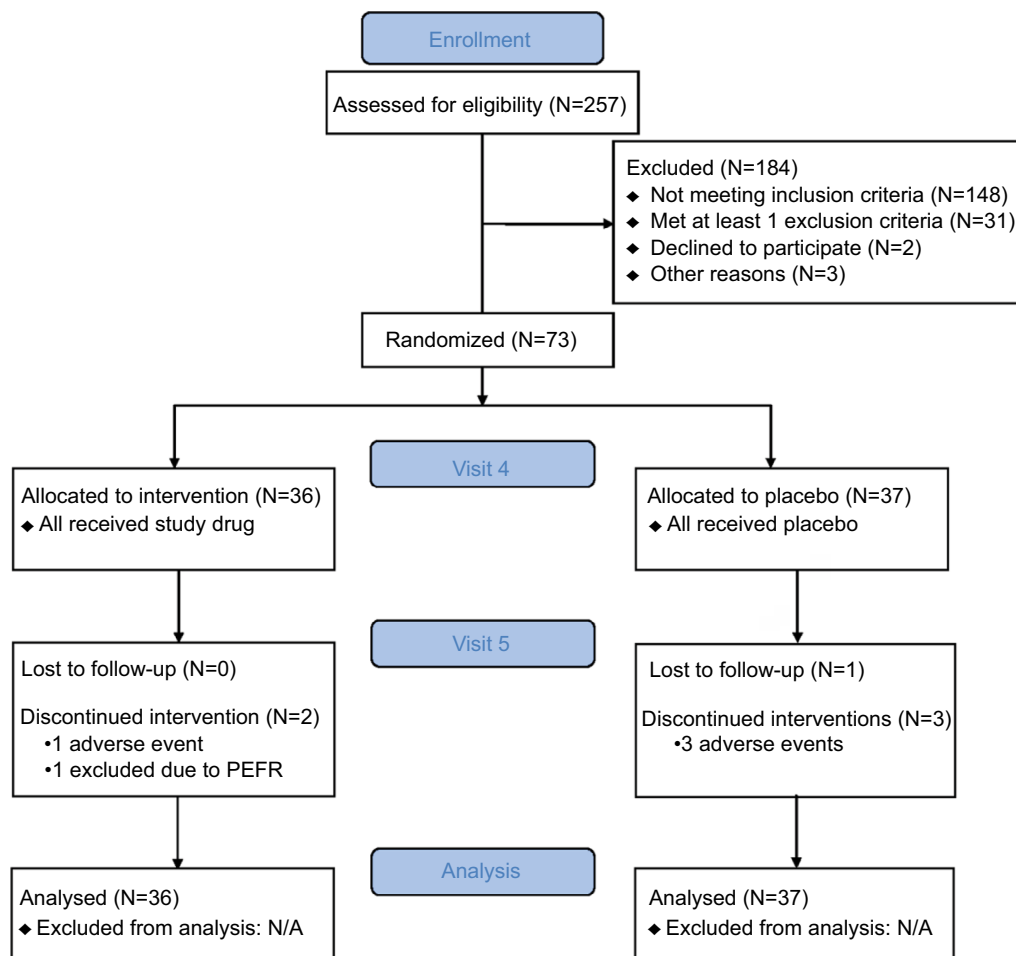 Enrollment
Assessed for eligibility (N=257)
Excluded (N=184)
◆ Not meeting inclusion criteria (N=148)
◆ Met at least 1 exclusion criteria (N=31)
◆ Declined to participate (N=2)
◆ Other reasons (N=3)
Randomized (N=73)
Visit 4
Allocated to intervention (N=36)
◆ All received study drug
Allocated to placebo (N=37)
◆ All received placebo
Visit 5
Lost to follow-up (N=0)
Discontinued intervention (N=2)
•1 adverse event
•1 excluded due to PEFR
Lost to follow-up (N=1)
Discontinued interventions (N=3)
•3 adverse events
Analysis
Analysed (N=36)
◆ Excluded from analysis: N/A
Analysed (N=37)
◆ Excluded from analysis: N/A